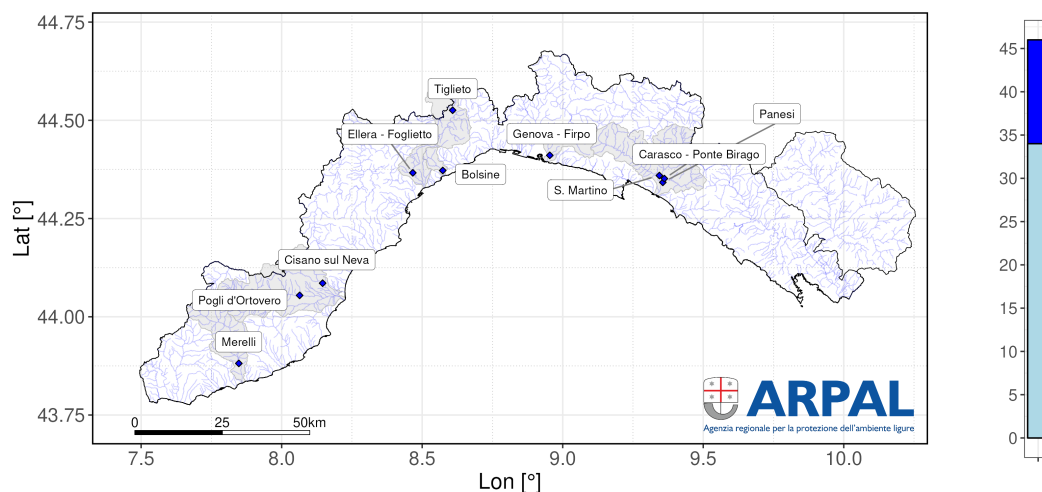 44.75
44.50
44.25
44.00
43.75
Lat [°]
Tiglieto
Ellera - Foglietto
Genova - Firpo
Panesi
Carasco - Ponte Birago
Bolsine
S. Martino
Cisano sul Neva
Pogli d'Ortovero
Merelli
0 25 50km
ARPAL
Agenzia regionale per la protezione dell'ambiente ligure
7.5 8.0 8.5 9.0 9.5 10.0
Lon [°]
45
40
35
30
25
20
15
10
5
0